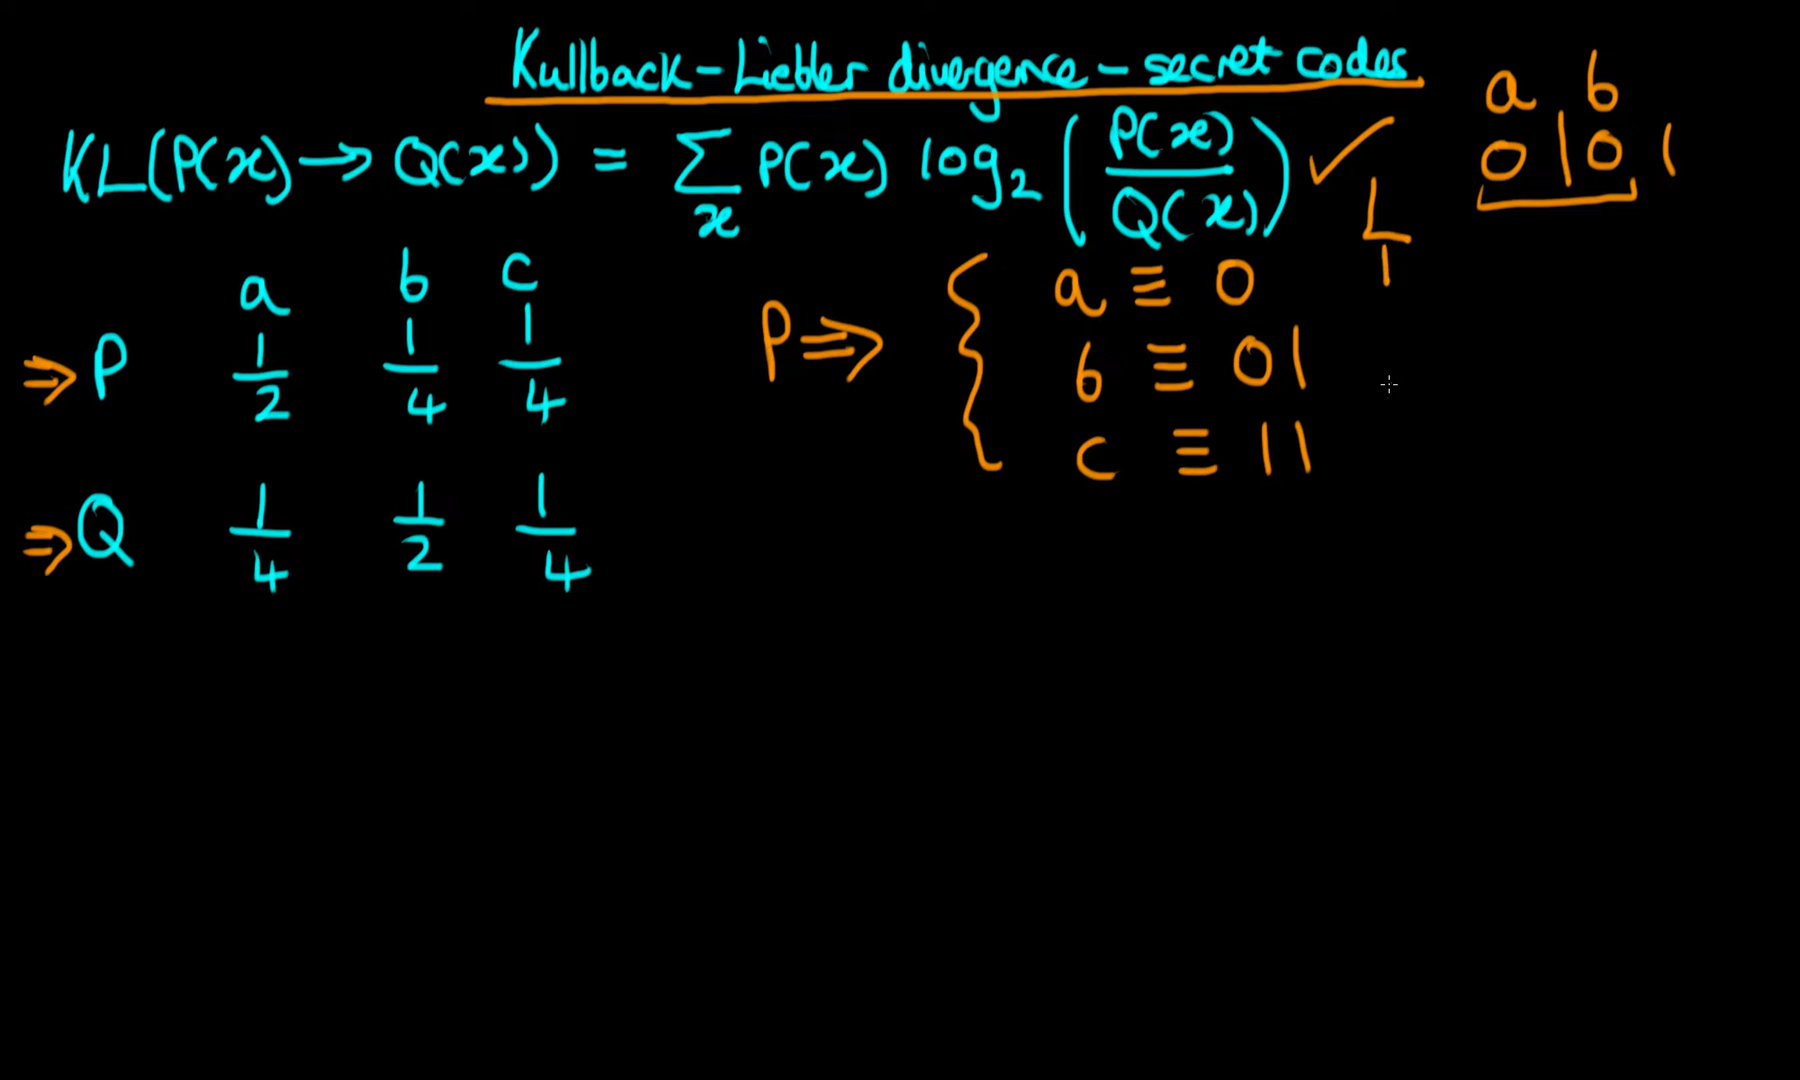 Kullback-Liebler divergence - secret codes
a b
KL(P(x) → Q(x)) = ∑x P(x) log2 (P(x)/Q(x)) ✓
0|0 1
L
1
a b c
P 1/2 1/4 1/4
Q 1/4 1/2 1/4
P ⇒ { a ≡ 0
b ≡ 01
c ≡ 11